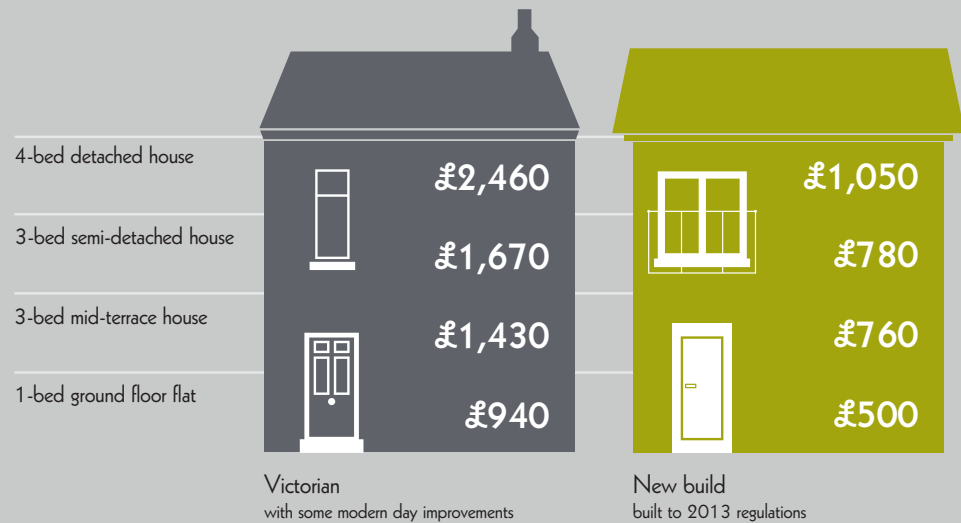 4-bed detached house
£2,460
£1,050
3-bed semi-detached house
£1,670
£780
3-bed mid-terrace house
£1,430
£760
1-bed ground floor flat
£940
£500
Victorian
with some modern day improvements
New build
built to 2013 regulations